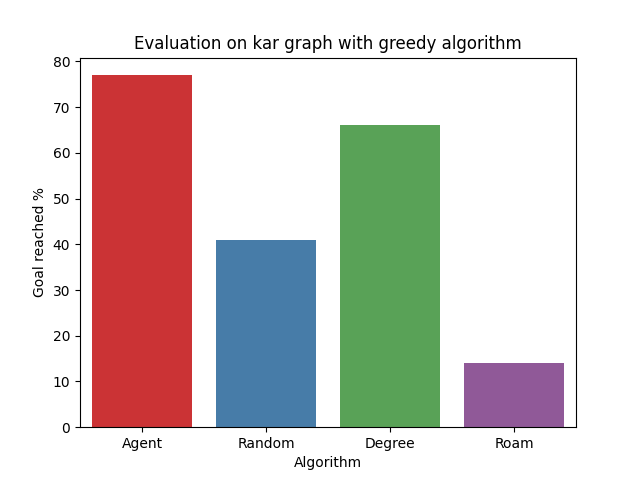 Evaluation on kar graph with greedy algorithm
80
70
60
50
40
30
20
10
0
Goal reached %
Agent Random Degree Roam
Algorithm